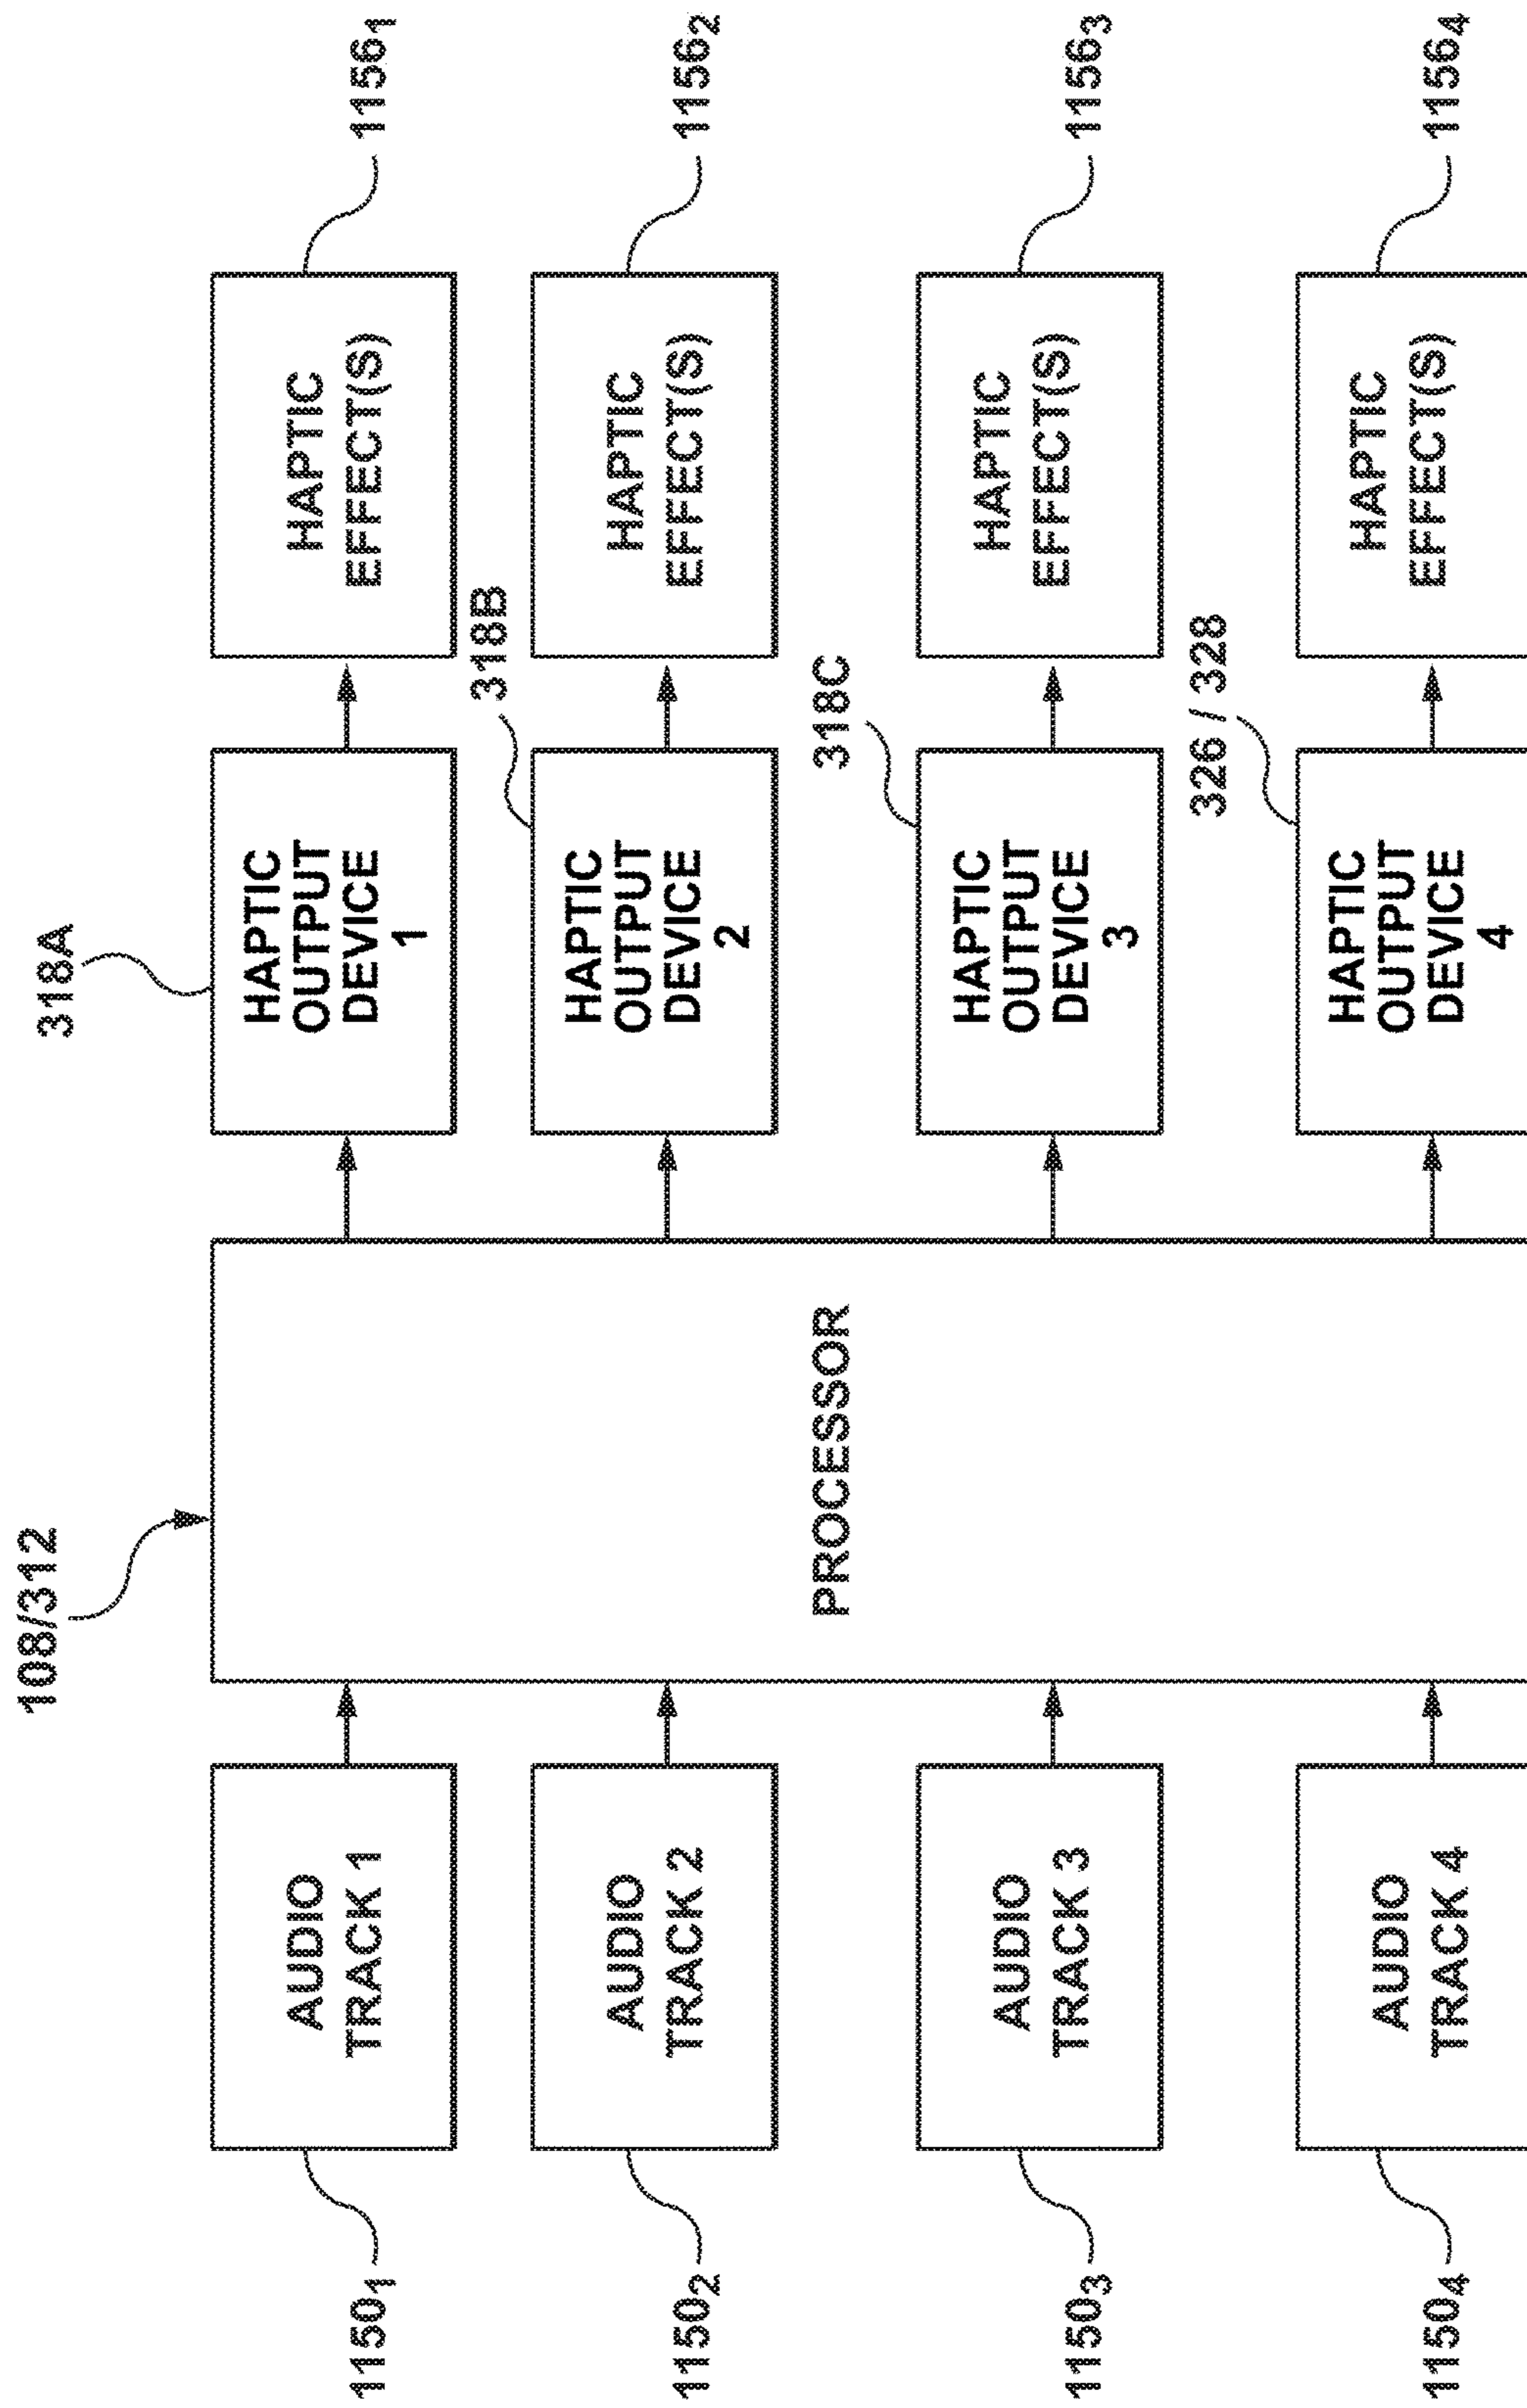 108/312
318A
AUDIO
TRACK 1
HAPTIC
OUTPUT
DEVICE
1
HAPTIC
EFFECT(S)
1150₁
1156₁
318B
AUDIO
TRACK 2
HAPTIC
OUTPUT
DEVICE
2
HAPTIC
EFFECT(S)
1150₂
1156₂
PROCESSOR
318C
AUDIO
TRACK 3
HAPTIC
OUTPUT
DEVICE
3
HAPTIC
EFFECT(S)
1150₃
1156₃
326 / 328
AUDIO
TRACK 4
HAPTIC
OUTPUT
DEVICE
4
HAPTIC
EFFECT(S)
1150₄
1156₄